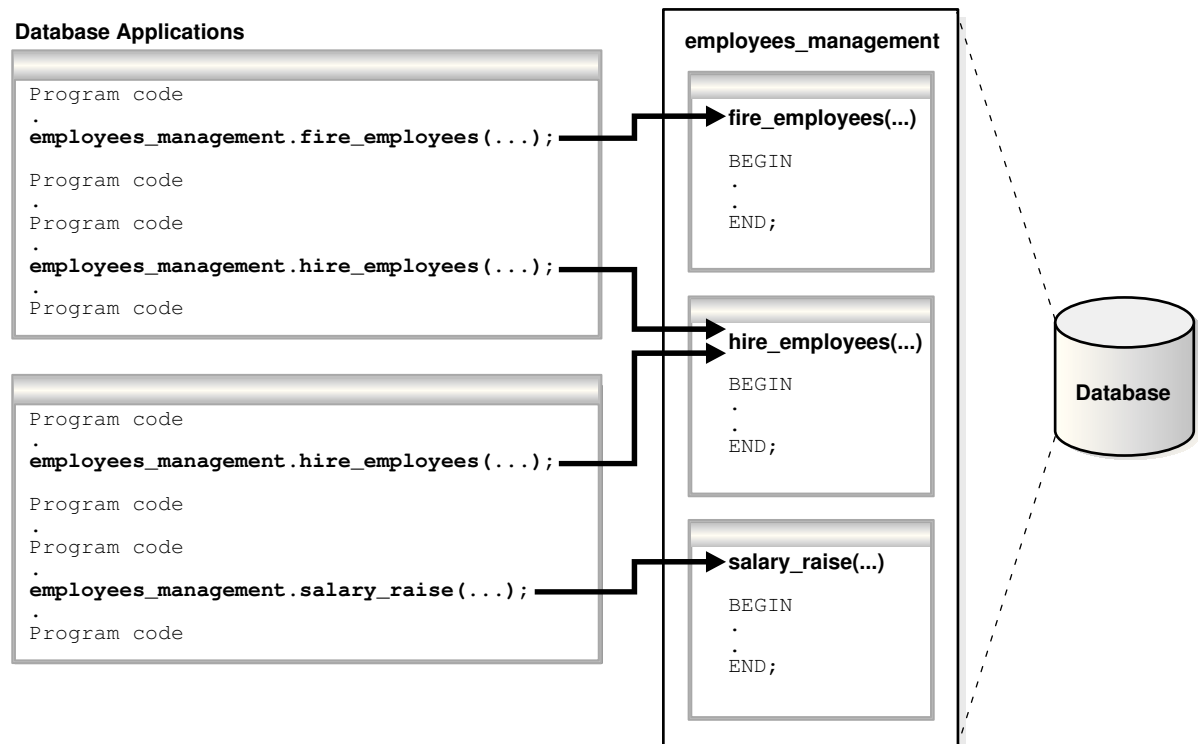 Database Applications
Program code
.
employees_management.fire_employees(...);
Program code
.
Program code
.
employees_management.hire_employees(...);
.
Program code
Program code
.
employees_management.hire_employees(...);
Program code
.
Program code
.
employees_management.salary_raise(...);
.
Program code
employees_management
fire_employees(...)
BEGIN
.
.
END;
hire_employees(...)
BEGIN
.
.
END;
salary_raise(...)
BEGIN
.
.
END;
Database